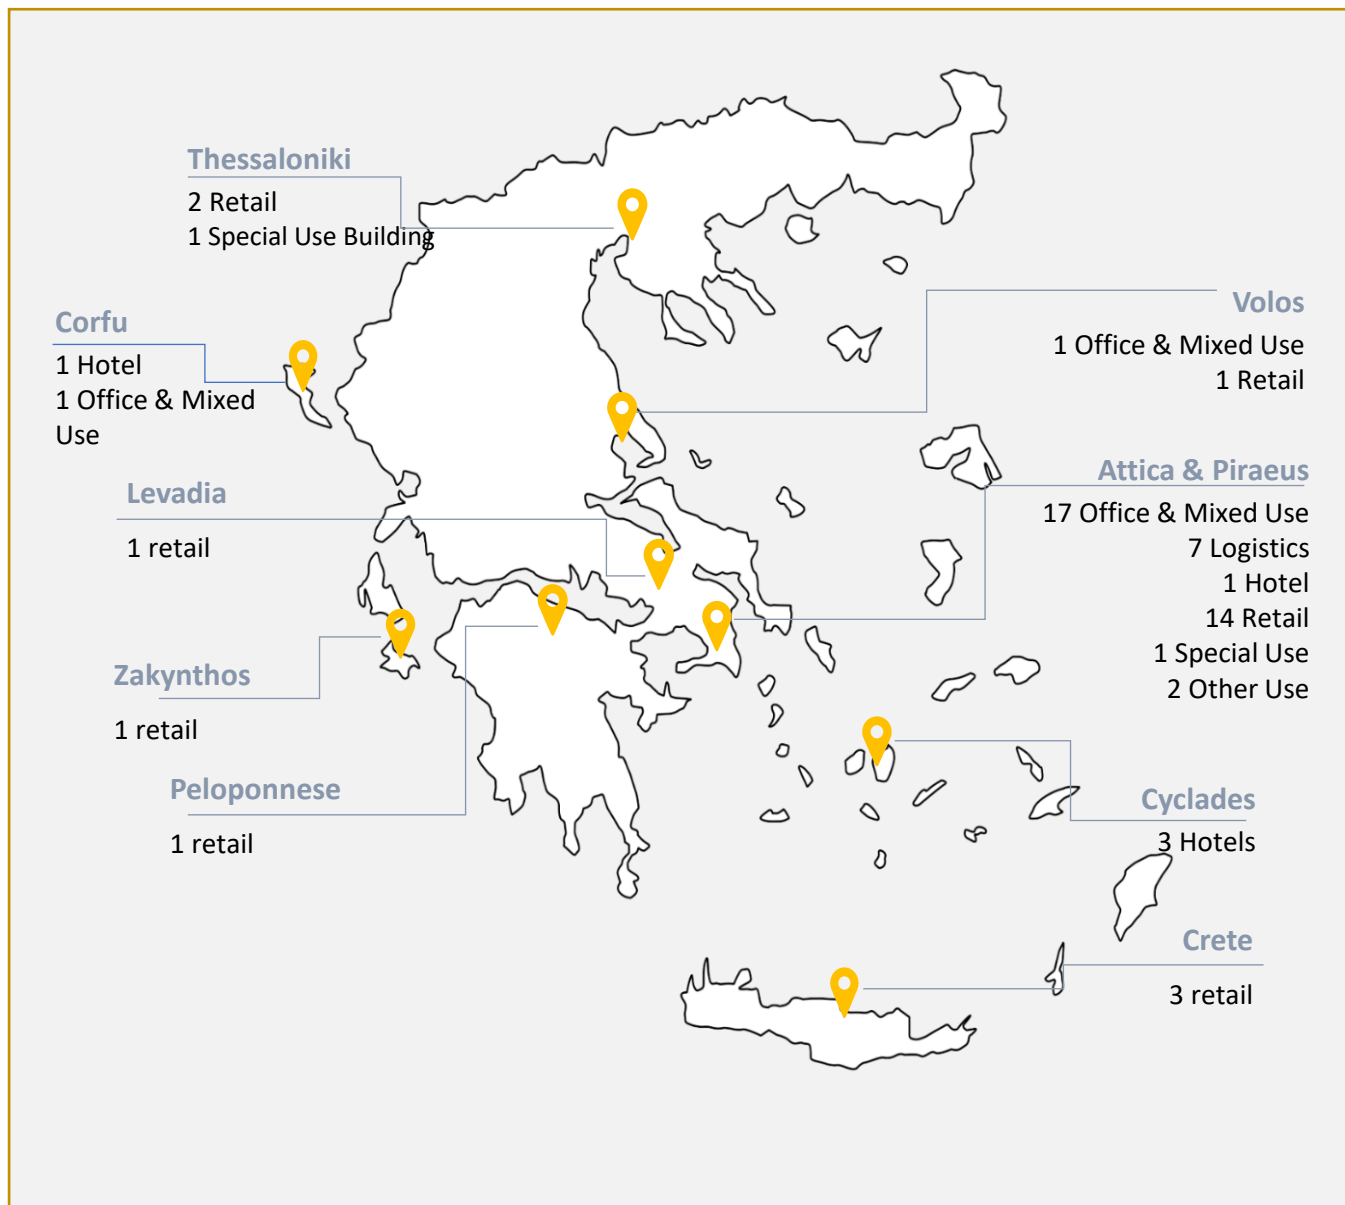 Thessaloniki
2 Retail
1 Special Use Building
Corfu
1 Hotel
1 Office & Mixed
Use
Levadia
1 retail
Zakynthos
1 retail
Peloponnese
1 retail
Volos
1 Office & Mixed Use
1 Retail
Attica & Piraeus
17 Office & Mixed Use
7 Logistics
1 Hotel
14 Retail
1 Special Use
2 Other Use
Cyclades
3 Hotels
Crete
3 retail